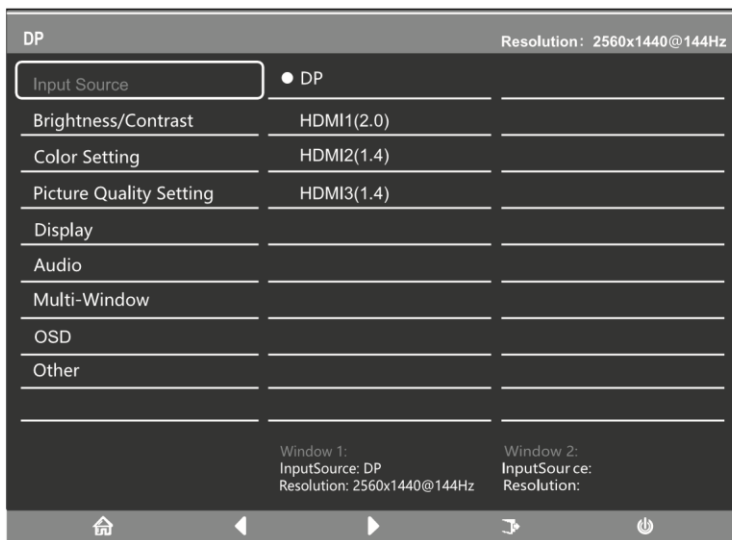 DP
Resolution: 2560x1440@144Hz
Input Source
● DP
Brightness/Contrast
HDMI1(2.0)
Color Setting
HDMI2(1.4)
Picture Quality Setting
HDMI3(1.4)
Display
Audio
Multi-Window
OSD
Other
Window 1:
InputSource: DP
Resolution: 2560x1440@144Hz
Window 2:
InputSour ce:
Resolution: